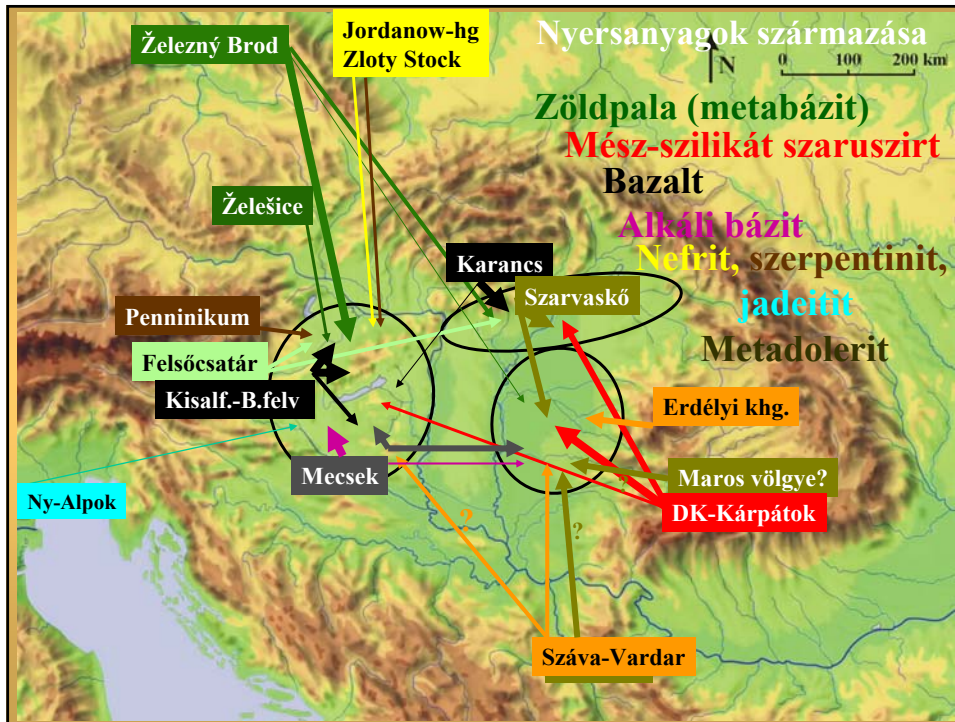 Železný Brod
Jordanow-hg
Zloty Stock
Nyersanyagok származása
N
0 100 200 km
Zöldpala (metabázit)
Mész-szilikát szaruszirt
Bazalt
Alkáli bázit
Nefrit, szerpentinit,
jadeitit
Metadolerit
Želešice
Karancs
Szarvaskő
Penninikum
Felsőcsatár
Kisalf.-B.felv
Erdélyi khg.
Mecsek
Maros völgye?
Ny-Alpok
DK-Kárpátok
?
?
?
Száva-Vardar